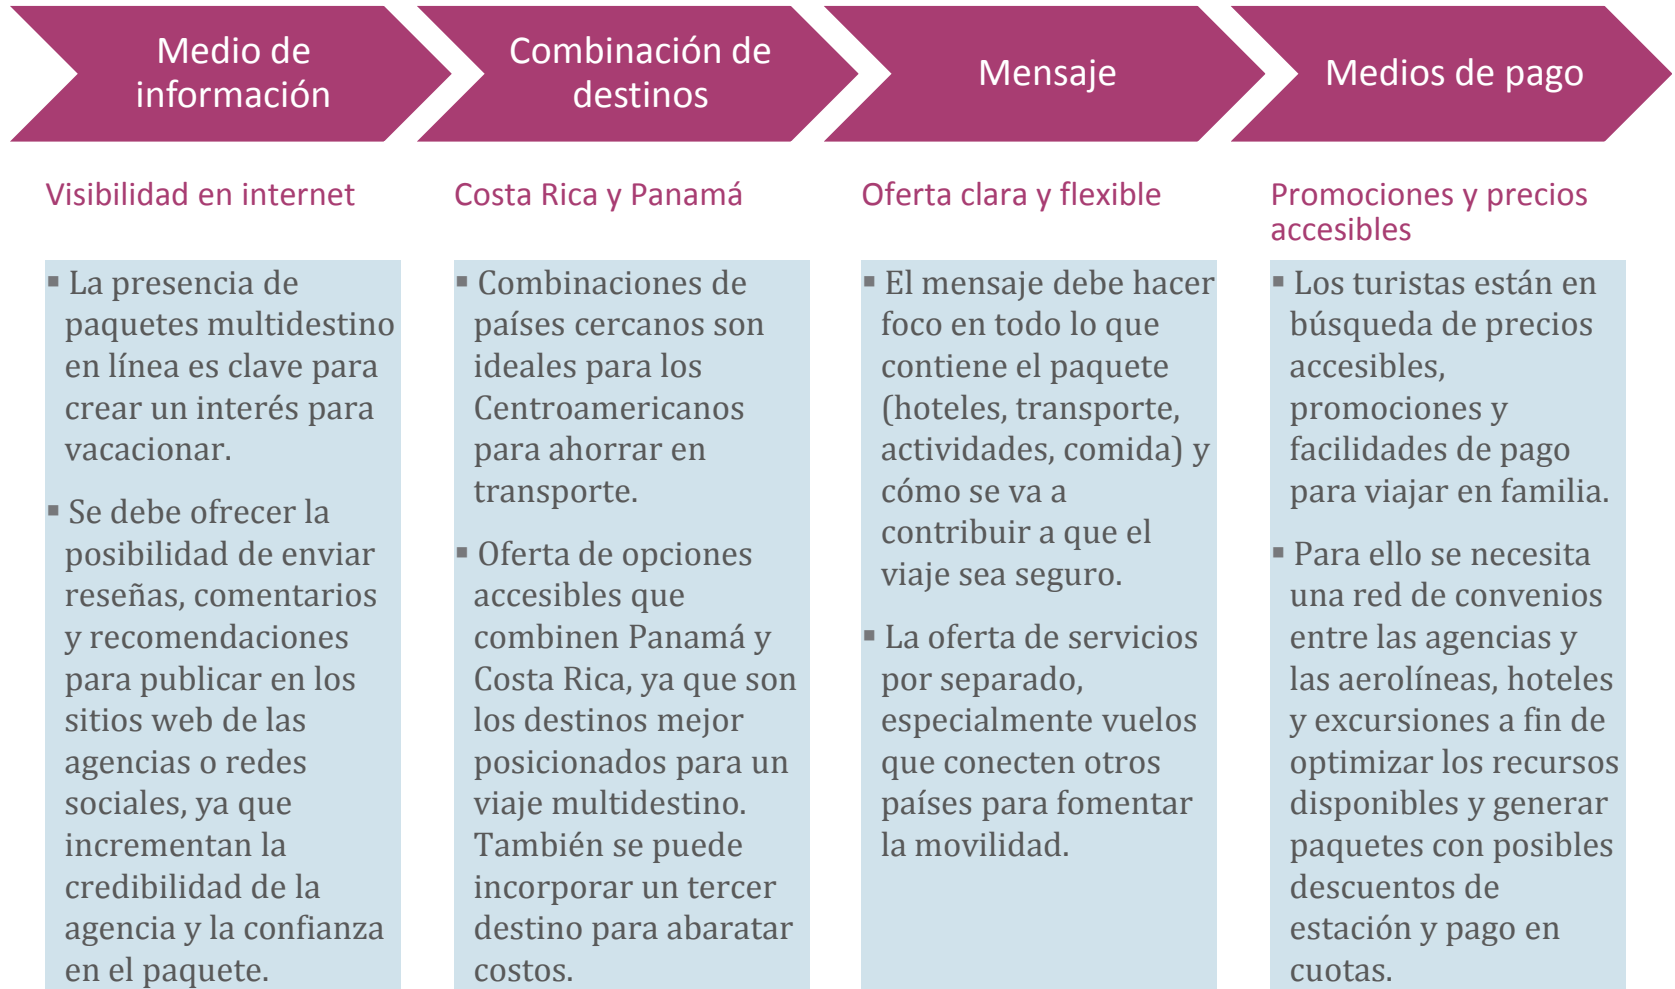 Medio de
información
Combinación de
destinos
Mensaje
Medios de pago
Visibilidad en internet
▪ La presencia de
paquetes multidestino
en línea es clave para
crear un interés para
vacacionar.
▪ Se debe ofrecer la
posibilidad de enviar
reseñas, comentarios
y recomendaciones
para publicar en los
sitios web de las
agencias o redes
sociales, ya que
incrementan la
credibilidad de la
agencia y la confianza
en el paquete.
Costa Rica y Panamá
▪ Combinaciones de
países cercanos son
ideales para los
Centroamericanos
para ahorrar en
transporte.
▪ Oferta de opciones
accesibles que
combinen Panamá y
Costa Rica, ya que son
los destinos mejor
posicionados para un
viaje multidestino.
También se puede
incorporar un tercer
destino para abaratar
costos.
Oferta clara y flexible
▪ El mensaje debe hacer
foco en todo lo que
contiene el paquete
(hoteles, transporte,
actividades, comida) y
cómo se va a
contribuir a que el
viaje sea seguro.
▪ La oferta de servicios
por separado,
especialmente vuelos
que conecten otros
países para fomentar
la movilidad.
Promociones y precios
accesibles
▪ Los turistas están en
búsqueda de precios
accesibles,
promociones y
facilidades de pago
para viajar en familia.
▪ Para ello se necesita
una red de convenios
entre las agencias y
las aerolíneas, hoteles
y excursiones a fin de
optimizar los recursos
disponibles y generar
paquetes con posibles
descuentos de
estación y pago en
cuotas.